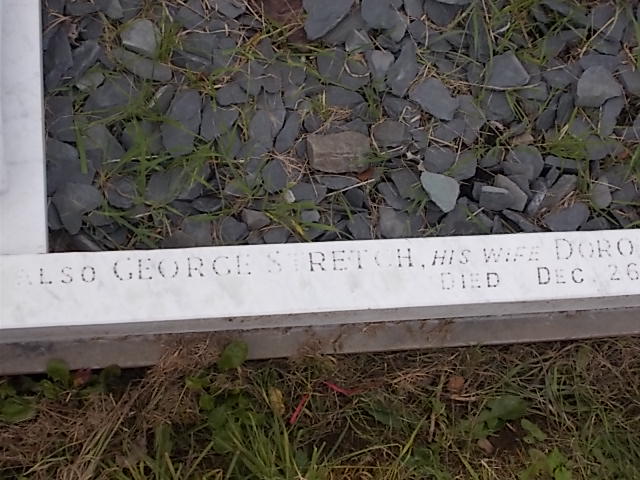 ALSO GEORGE STRETCH, HIS WIFE DORO
DIED DEC 26